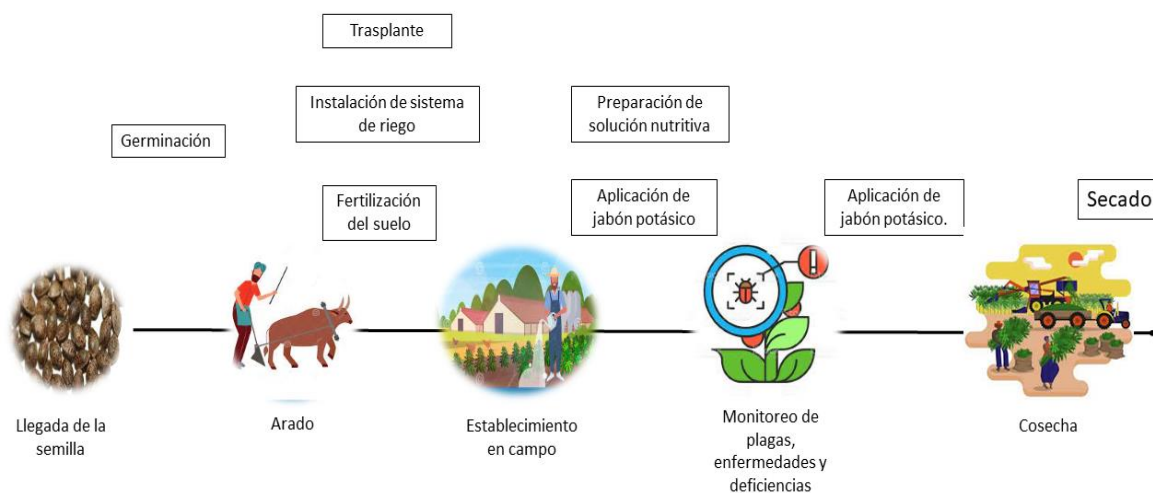 Trasplante
Instalación de sistema
de riego
Preparación de
solución nutritiva
Germinación
Fertilización
del suelo
Aplicación de
jabón potásico
Aplicación de
jabón potásico.
Secado
Llegada de la
semilla
Arado
Establecimiento
en campo
Monitoreo de
plagas,
enfermedades y
deficiencias
Cosecha